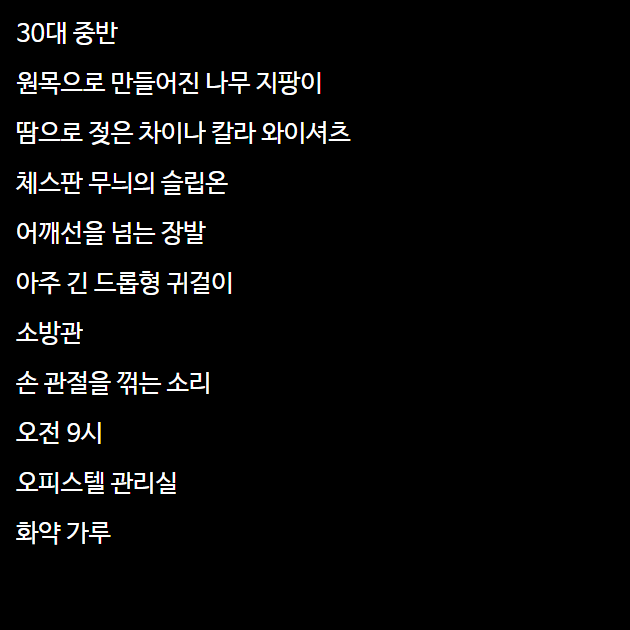 30대 중반
원목으로 만들어진 나무 지팡이
땀으로 젖은 차이나 칼라 와이셔츠
체스판 무늬의 슬립온
어깨선을 넘는 장발
아주 긴 드롭형 귀걸이
소방관
손 관절을 꺾는 소리
오전 9시
오피스텔 관리실
화약 가루